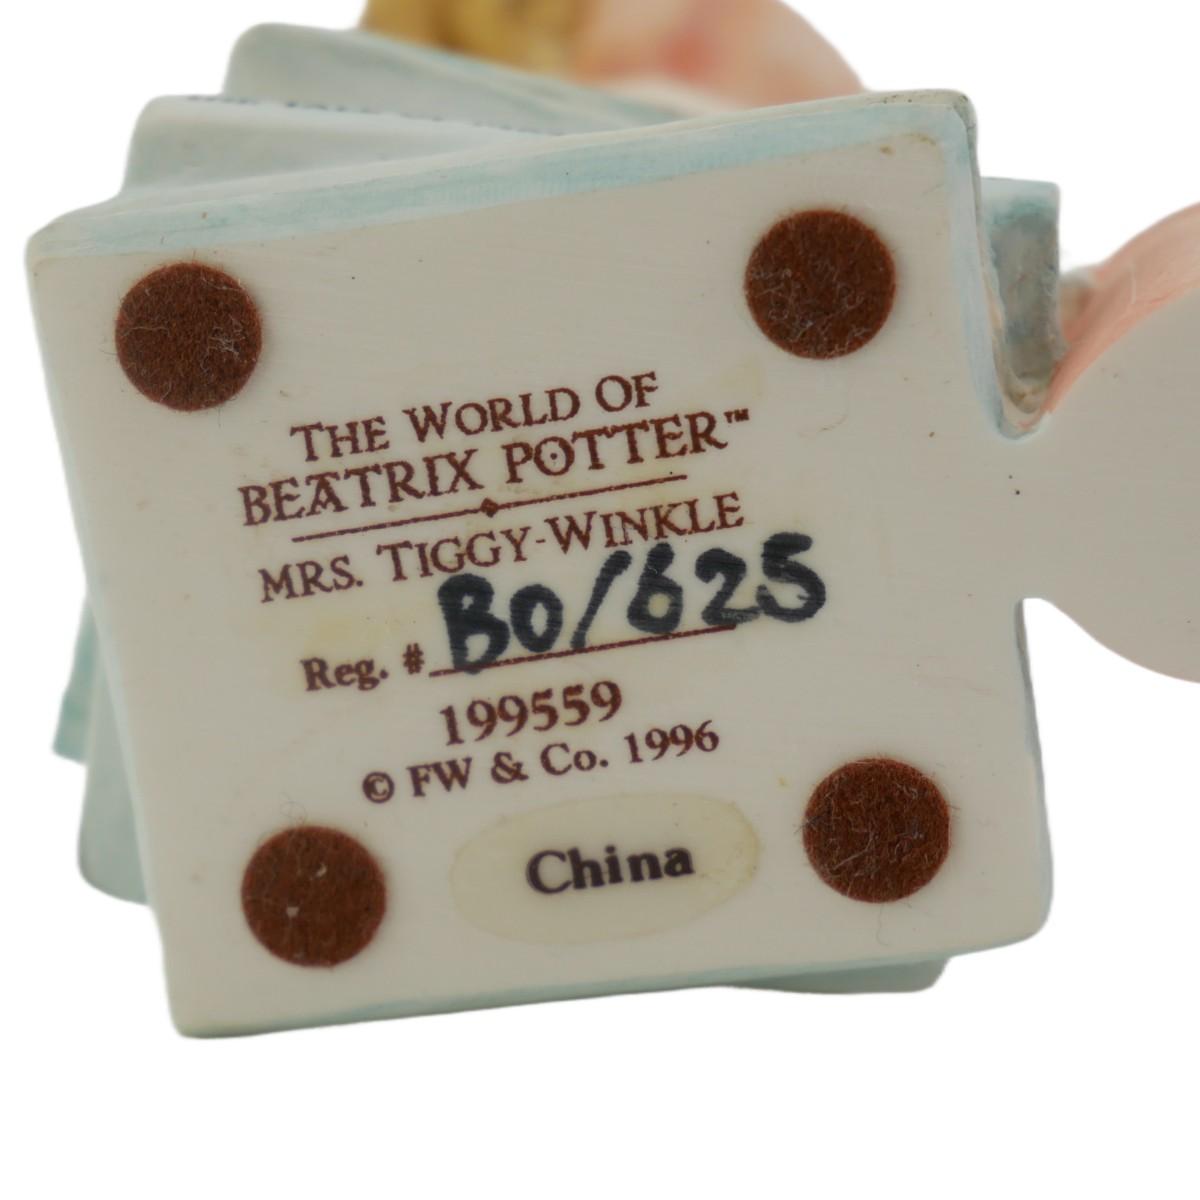 THE WORLD OF
BEATRIX POTTER™
MRS. TIGGY-WINKLE
Reg. # B0/625
199559
© FW & Co. 1996
China